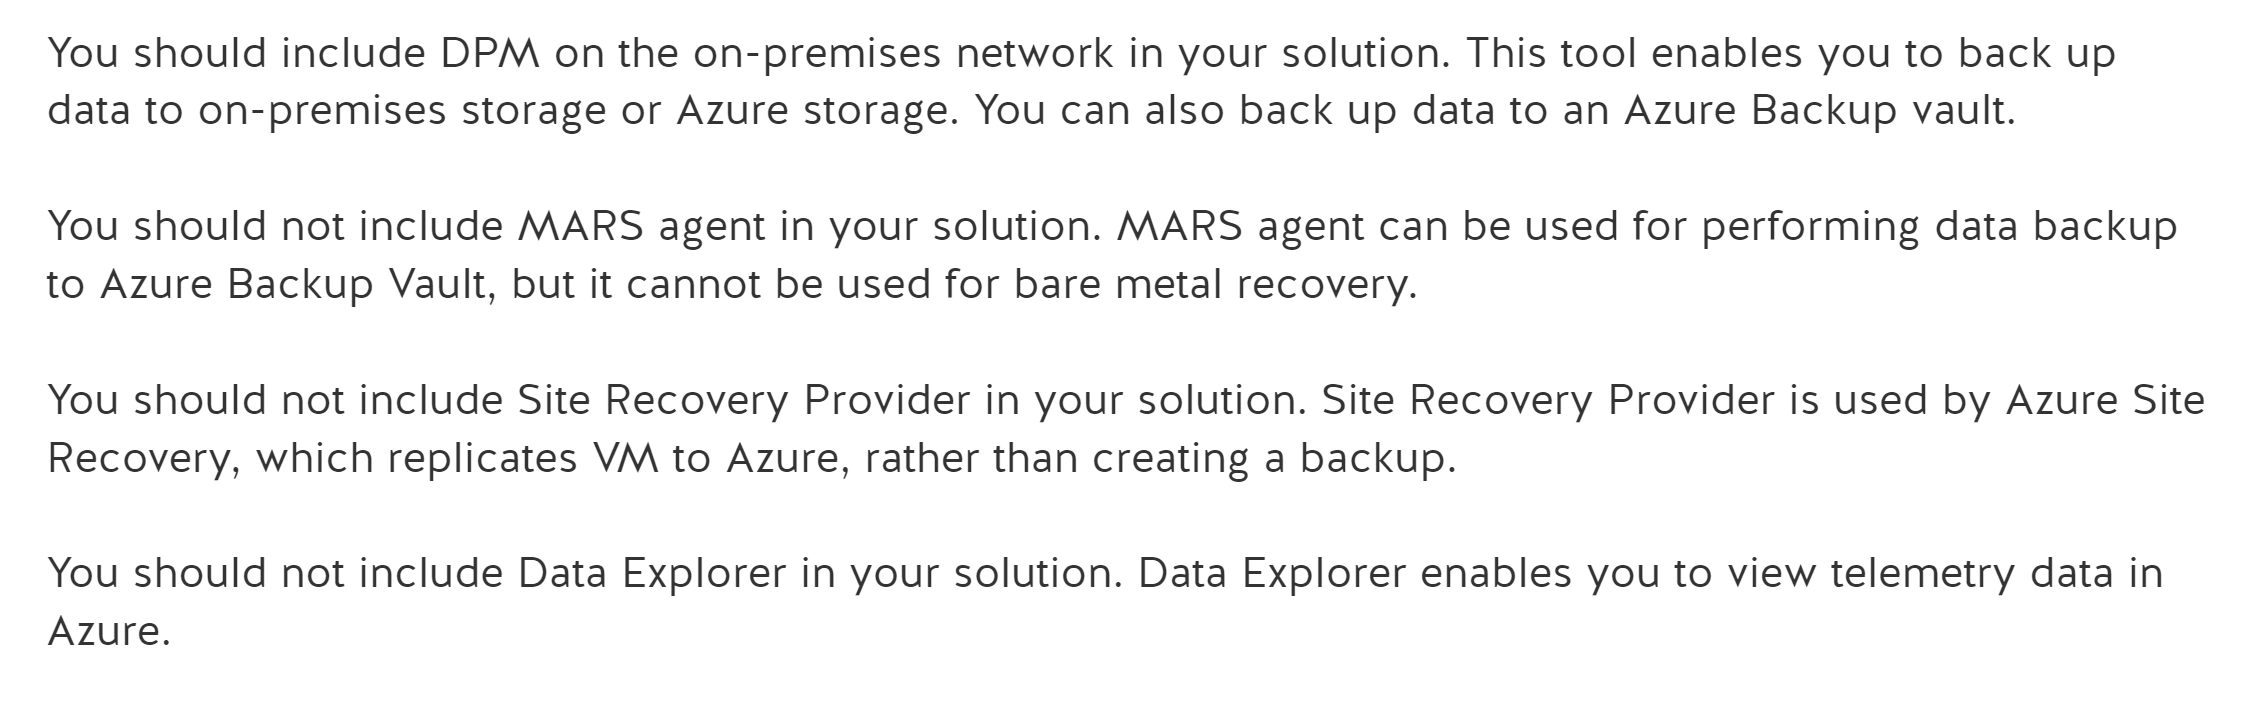 You should include DPM on the on-premises network in your solution. This tool enables you to back up
data to on-premises storage or Azure storage. You can also back up data to an Azure Backup vault.
You should not include MARS agent in your solution. MARS agent can be used for performing data backup
to Azure Backup Vault, but it cannot be used for bare metal recovery.
You should not include Site Recovery Provider in your solution. Site Recovery Provider is used by Azure Site
Recovery, which replicates VM to Azure, rather than creating a backup.
You should not include Data Explorer in your solution. Data Explorer enables you to view telemetry data in
Azure.